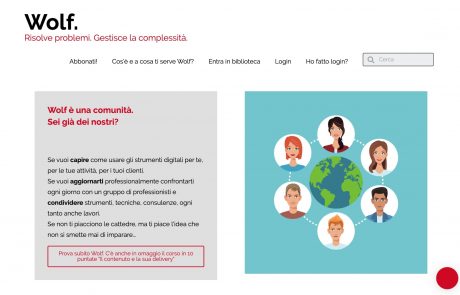 Wolf.
Risolve problemi. Gestisce la complessità.
Abbonati! Cos'è e a cosa ti serve Wolf? Entra in biblioteca Login Ho fatto login? Cerca
Wolf è una comunità.
Sei già dei nostri?
Se vuoi capire come usare gli strumenti digitali per te,
per le tue attività, per i tuoi clienti.
Se vuoi aggiornarti professionalmente confrontarti
ogni giorno con un gruppo di professionisti e
condividere strumenti, tecniche, consulenze, ogni
tanto anche lavori.
Se non ti piacciono le cattedre, ma ti piace l'idea che
non si smette mai di imparare...
Prova subito Wolf. C'è anche in omaggio il corso in 10
puntate "Il contenuto e la sua delivery"